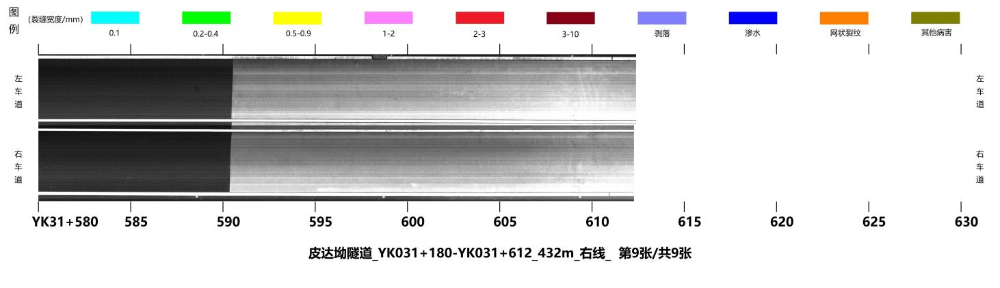 图例
(裂缝宽度/mm)
0.1 0.2-0.4 0.5-0.9 1-2 2-3 3-10 剥落 渗水 网状裂纹 其他病害
左车道 左车道
右车道 右车道
YK31+580 585 590 595 600 605 610 615 620 625 630
皮达坳隧道_YK031+180-YK031+612_432m_右线_ 第9张/共9张